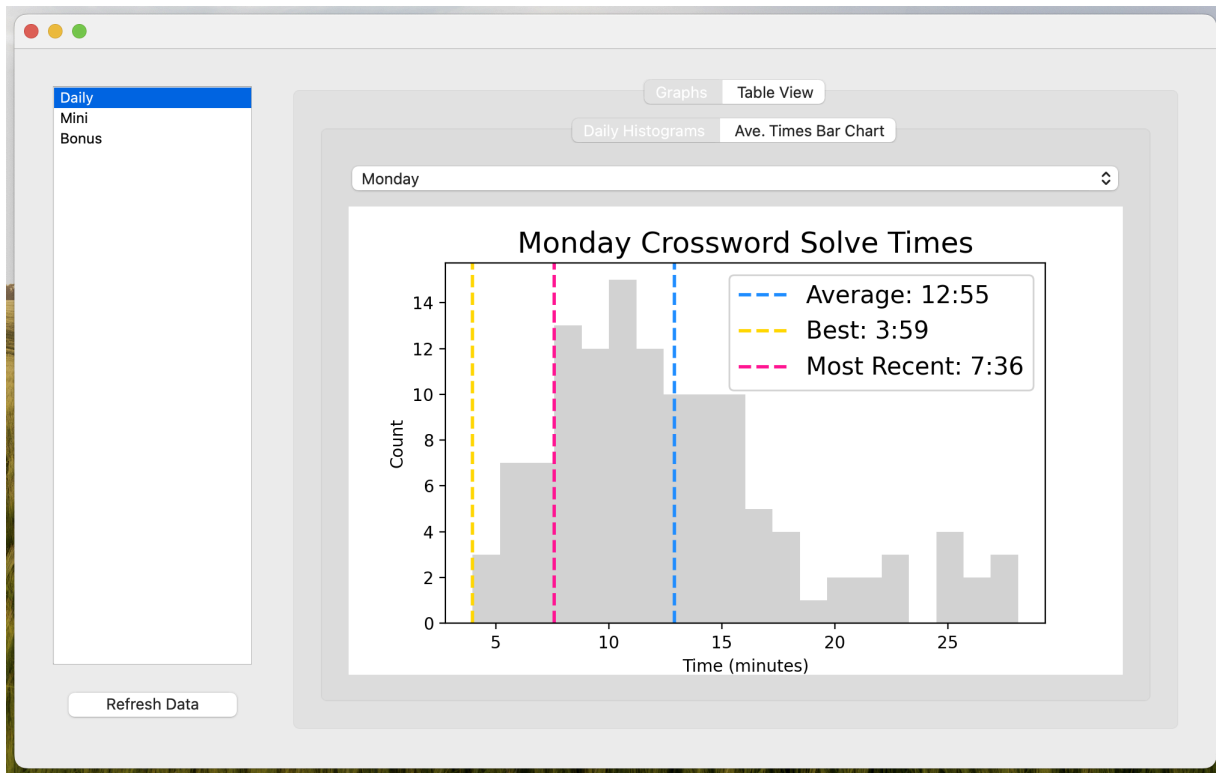 Daily
Mini
Bonus
Refresh Data
Graphs Table View
Daily Histograms Ave. Times Bar Chart
Monday
Monday Crossword Solve Times
Average: 12:55
Best: 3:59
Most Recent: 7:36
Count
14
12
10
8
6
4
2
0
5 10 15 20 25
Time (minutes)